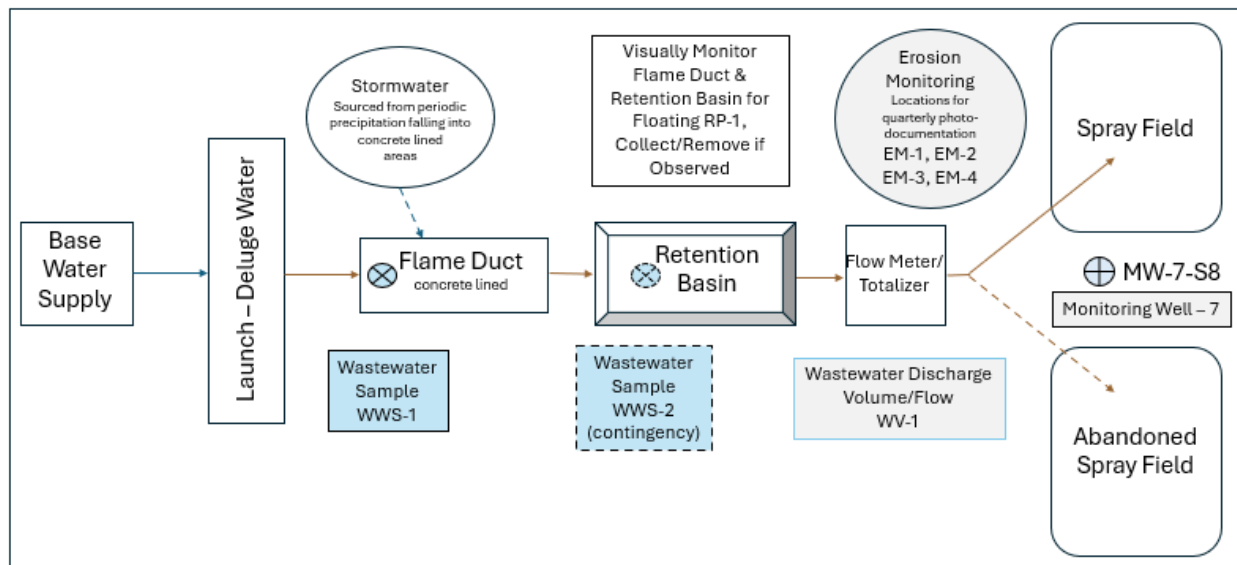 Stormwater
Sourced from periodic
precipitation falling into
concrete lined
areas
Visually Monitor
Flame Duct &
Retention Basin for
Floating RP-1,
Collect/Remove if
Observed
Erosion
Monitoring
Locations for
quarterly photo-
documentation
EM-1, EM-2
EM-3, EM-4
Spray Field
Base
Water
Supply
Launch – Deluge Water
Flame Duct
concrete lined
Retention
Basin
Flow Meter/
Totalizer
MW-7-S8
Monitoring Well – 7
Wastewater
Sample
WWS-1
Wastewater
Sample
WWS-2
(contingency)
Wastewater Discharge
Volume/Flow
WV-1
Abandoned
Spray Field